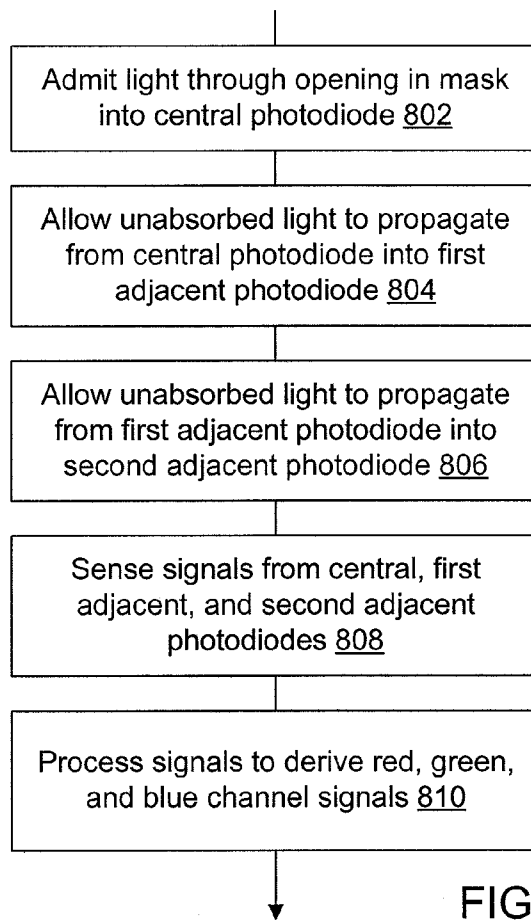 Admit light through opening in mask
into central photodiode 802
Allow unabsorbed light to propagate
from central photodiode into first
adjacent photodiode 804
Allow unabsorbed light to propagate
from first adjacent photodiode into
second adjacent photodiode 806
Sense signals from central, first
adjacent, and second adjacent
photodiodes 808
Process signals to derive red, green,
and blue channel signals 810
FIG